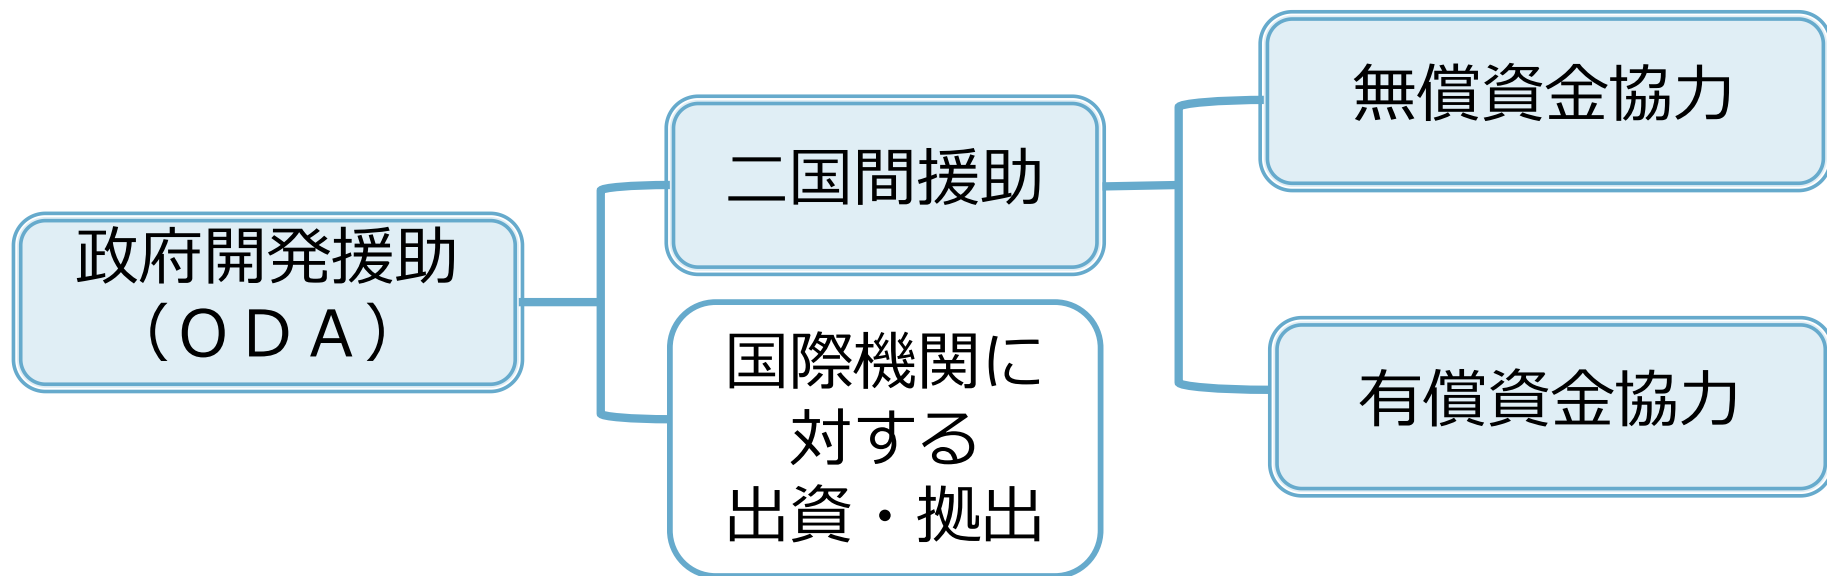 政府開発援助
（ＯＤＡ）
二国間援助
国際機関に
対する
出資・拠出
無償資金協力
有償資金協力